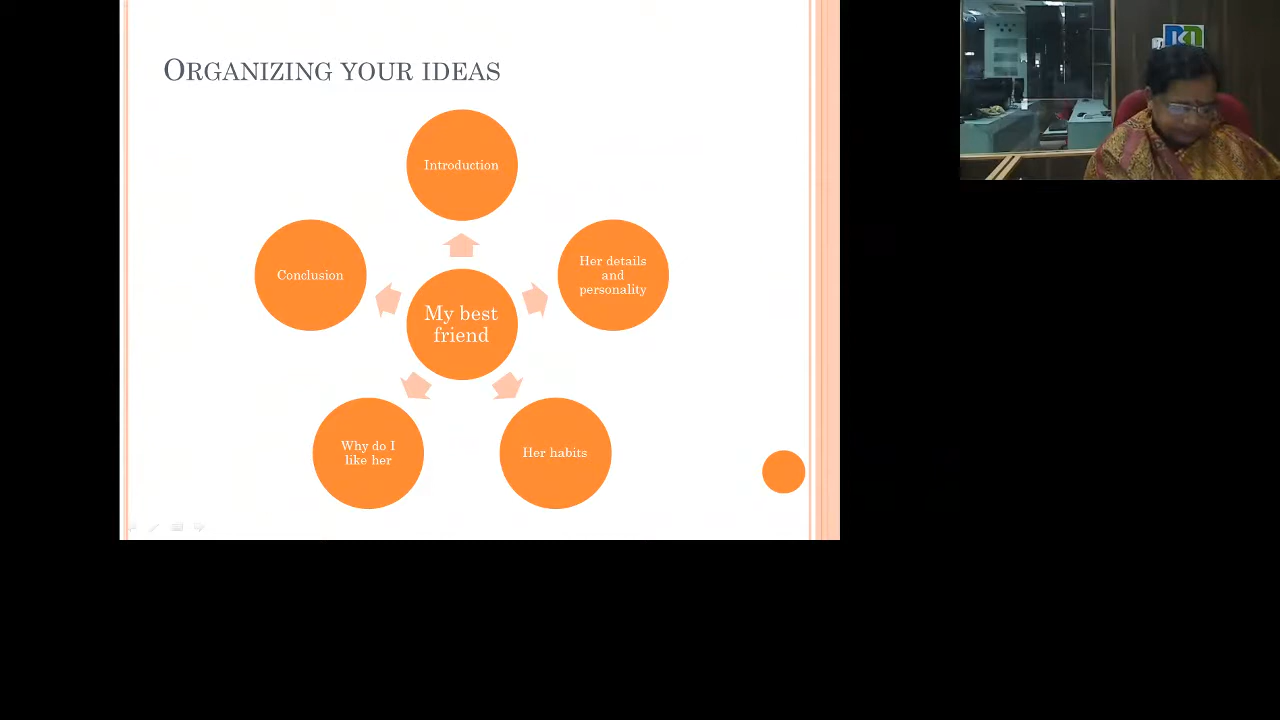 ORGANIZING YOUR IDEAS
Introduction
Her details
and
personality
Her habits
Why do I
like her
Conclusion
My best
friend